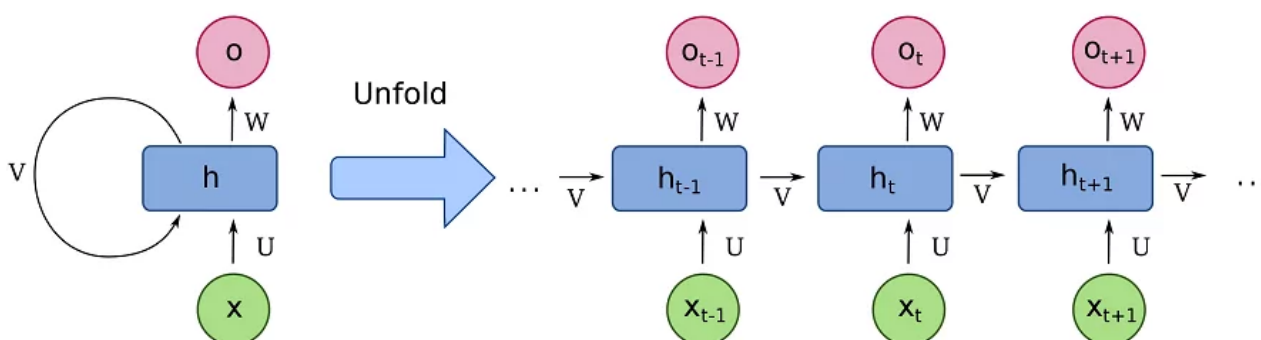 o
W
V
h
U
x
Unfold
...
V
o_{t-1}
W
h_{t-1}
U
x_{t-1}
V
o_t
W
h_t
U
x_t
V
o_{t+1}
W
h_{t+1}
U
x_{t+1}
V
..